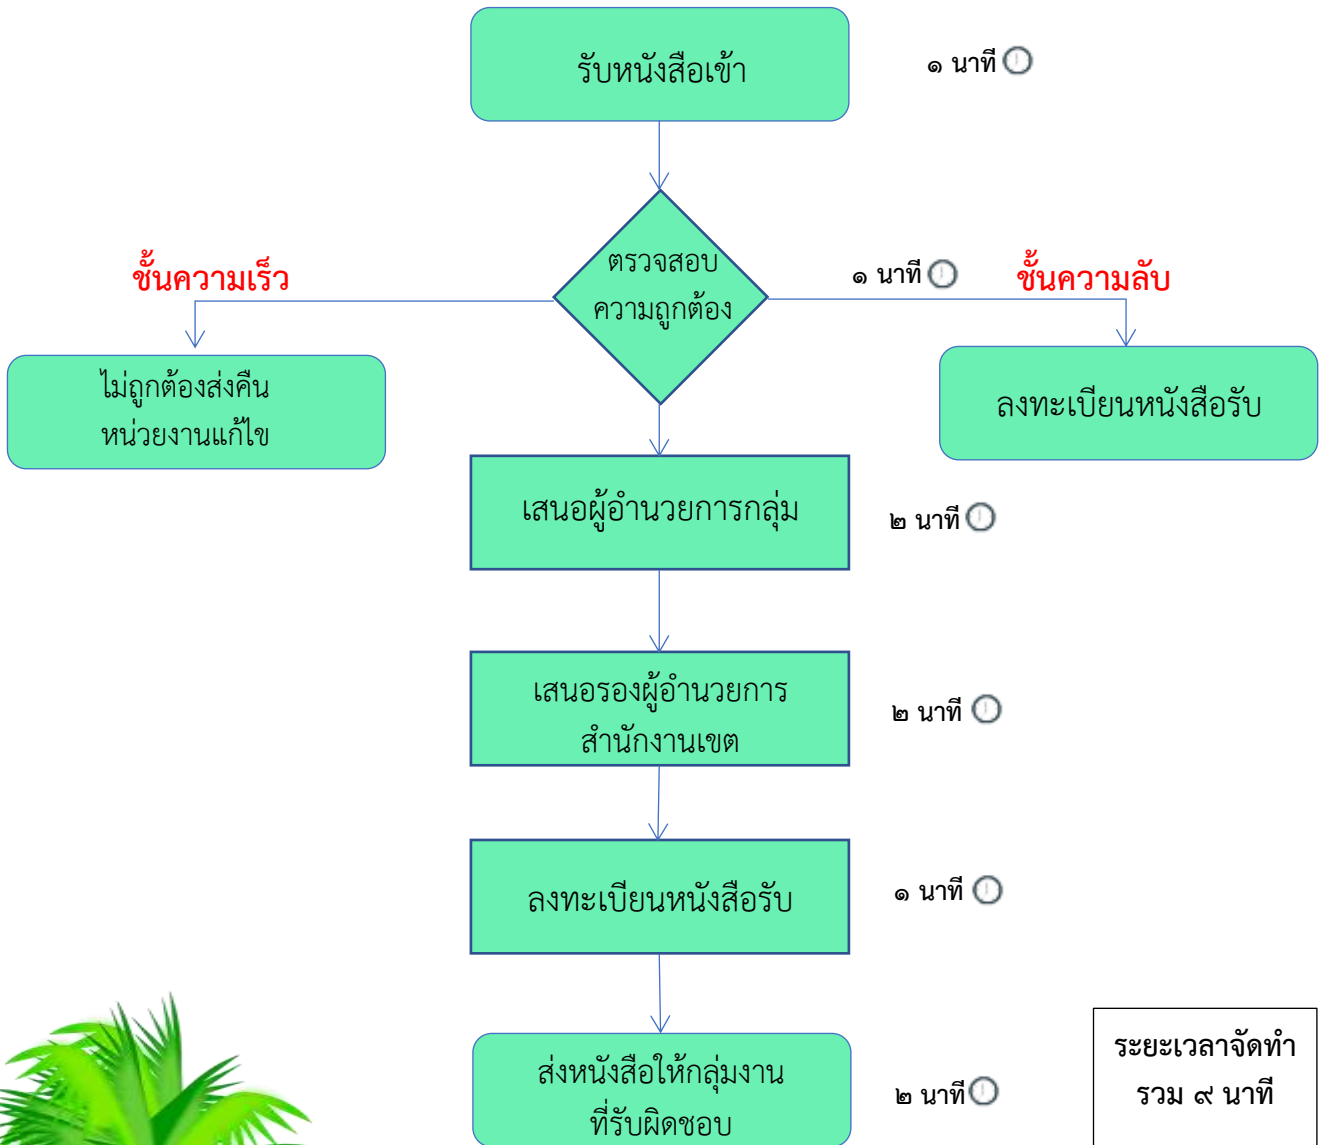 รับหนังสือเข้า
๑ นาที
ตรวจสอบ
ความถูกต้อง
ชั้นความเร็ว
๑ นาที
ชั้นความลับ
ไม่ถูกต้องส่งคืน
หน่วยงานแก้ไข
ลงทะเบียนหนังสือรับ
เสนอผู้อำนวยการกลุ่ม
๒ นาที
เสนอรองผู้อำนวยการ
สำนักงานเขต
๒ นาที
ลงทะเบียนหนังสือรับ
๑ นาที
ส่งหนังสือให้กลุ่มงาน
ที่รับผิดชอบ
๒ นาที
ระยะเวลาจัดทำ
รวม ๙ นาที